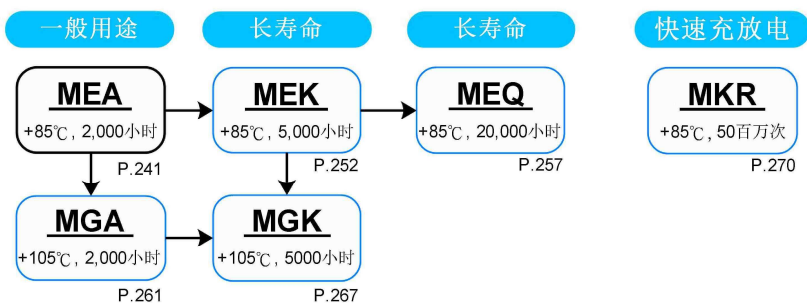 一般用途
长寿命
长寿命
快速充放电
MEA
+85℃, 2,000小时
P.241
MEK
+85℃, 5,000小时
P.252
MEQ
+85℃, 20,000小时
P.257
MKR
+85℃, 50百万次
P.270
MGA
+105℃, 2,000小时
P.261
MGK
+105℃, 5000小时
P.267